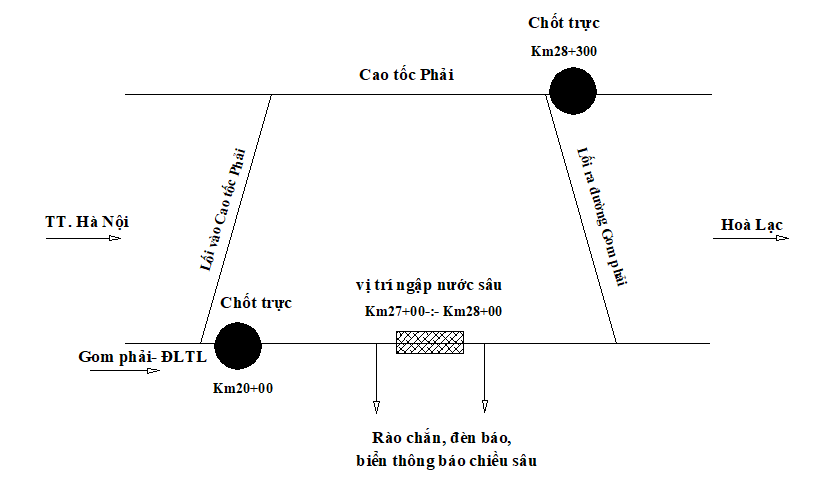 Chốt trực
Km28+300
Cao tốc Phải
Lối vào Cao tốc Phải
Lối ra đường Gom phải
TT. Hà Nội
Hoà Lạc
vị trí ngập nước sâu
Km27+00-:- Km28+00
Chốt trực
Gom phải- ĐLTL
Km20+00
Rào chắn, đèn báo,
biển thông báo chiều sâu